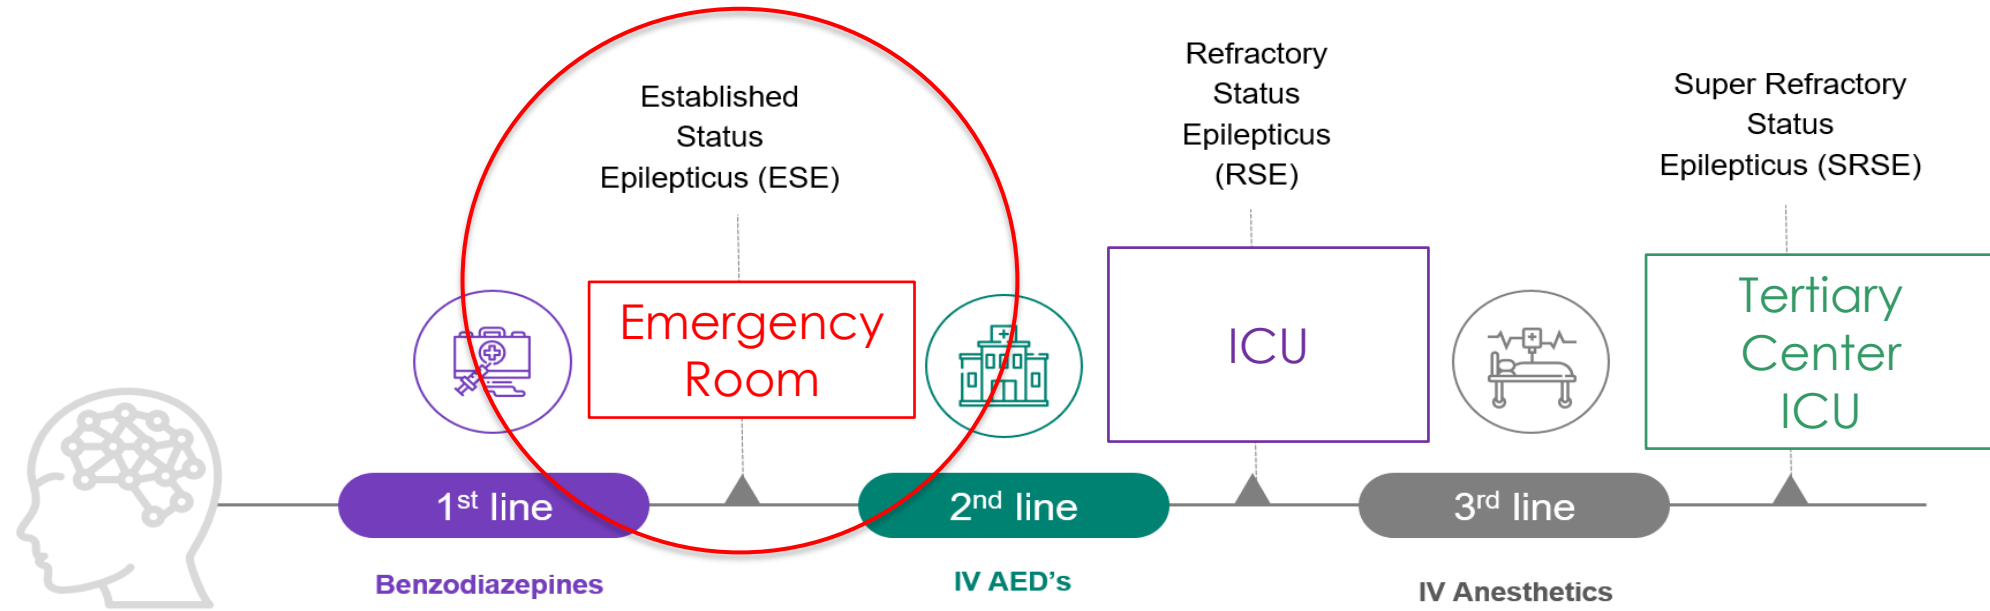 Established
Status
Epilepticus (ESE)
Emergency
Room
Refractory
Status
Epilepticus
(RSE)
ICU
Super Refractory
Status
Epilepticus (SRSE)
Tertiary
Center
ICU
1st line
2nd line
3rd line
Benzodiazepines
IV AED’s
IV Anesthetics